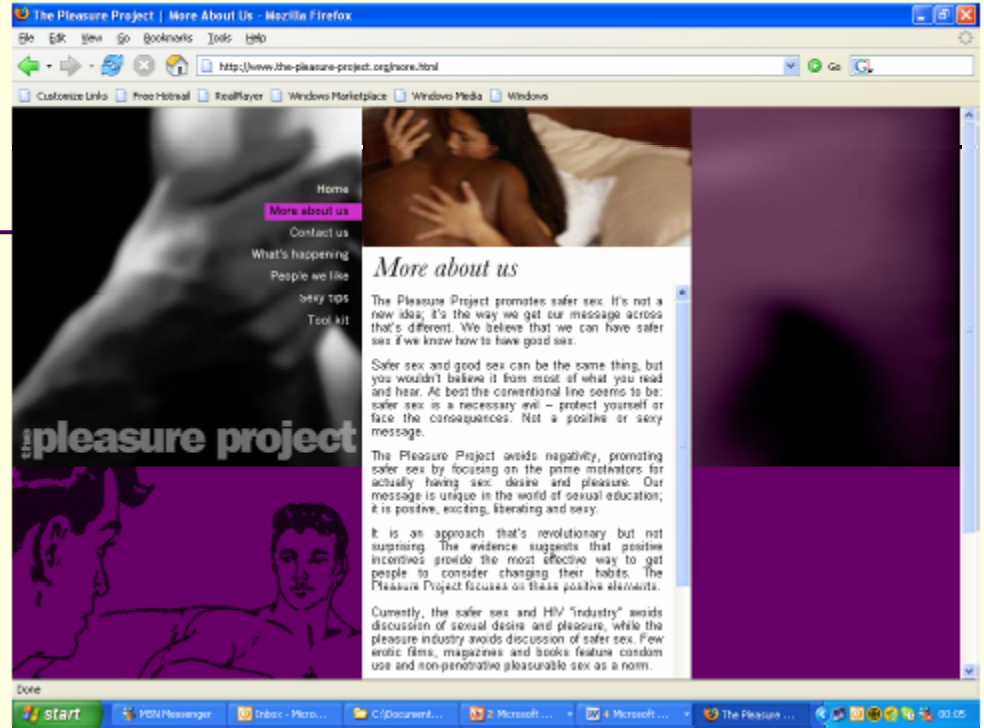 The Pleasure Project | More About Us - Mozilla Firefox
File Edit View Go Bookmarks Tools Help
http://www.the-pleasure-project.org/more.html
Go
G
Customize Links Free Hotmail RealPlayer Windows Marketplace Windows Media Windows
Home
More about us
Contact us
What's happening
People we like
Sexy tips
Tool kit
the pleasure project
More about us
The Pleasure Project promotes safer sex. It's not a
new idea; it's the way we get our message across
that's different. We believe that we can have safer
sex if we know how to have good sex.
Safer sex and good sex can be the same thing, but
you wouldn't believe it from most of what you read
and hear. At best the conventional line seems to be:
safer sex is a necessary evil – protect yourself or
face the consequences. Not a positive or sexy
message.
The Pleasure Project avoids negativity, promoting
safer sex by focusing on the prime motivators for
actually having sex: desire and pleasure. Our
message is unique in the world of sexual education;
it is positive, exciting, liberating and sexy.
It is an approach that's revolutionary but not
surprising. The evidence suggests that positive
incentives provide the most effective way to get
people to consider changing their habits. The
Pleasure Project focuses on these positive elements.
Currently, the safer sex and HIV "industry" avoids
discussion of sexual desire and pleasure, while the
pleasure industry avoids discussion of safer sex. Few
erotic films, magazines and books feature condom
use and non-penetrative pleasurable sex as a norm.
Done
start MSN Messenger Inbox - Micro... C:\Document... 2 Microsoft ... 4 Microsoft ... The Pleasure ... 00:05